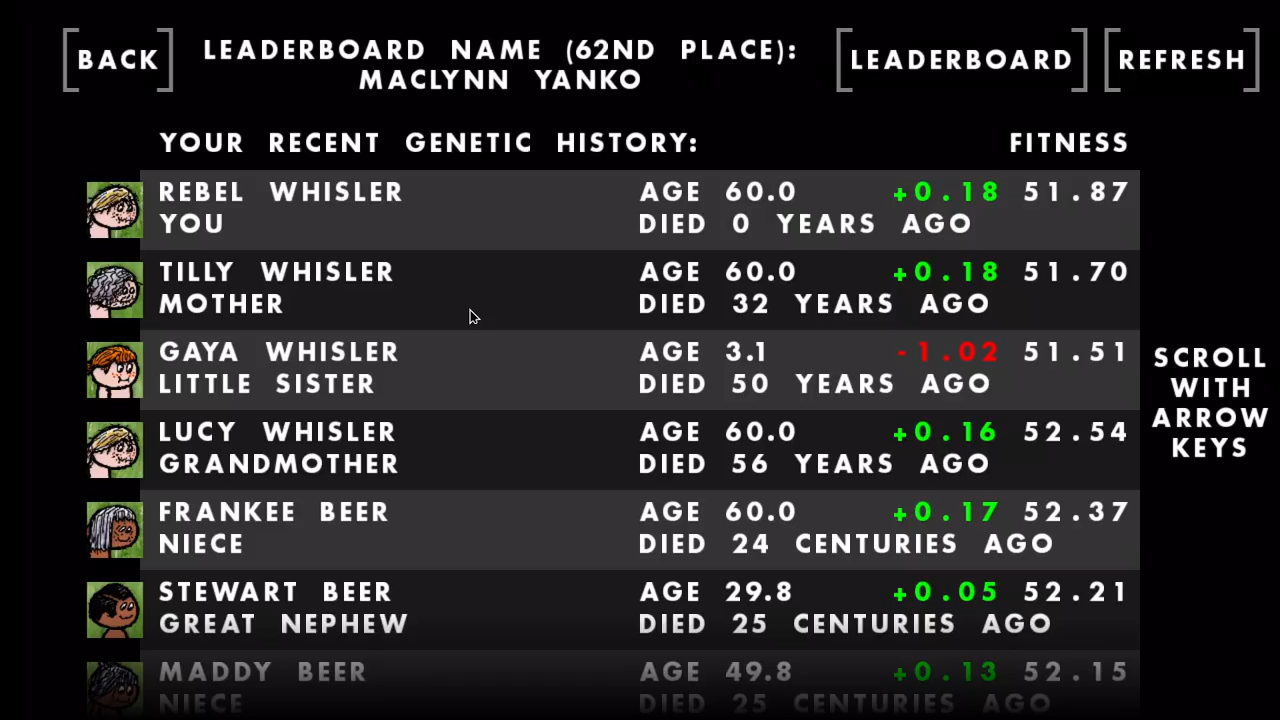 BACK
LEADERBOARD NAME (62ND PLACE):
MACLYNN YANKO
LEADERBOARD
REFRESH
YOUR RECENT GENETIC HISTORY: FITNESS
REBEL WHISLER AGE 60.0 +0.18 51.87
YOU DIED 0 YEARS AGO
TILLY WHISLER AGE 60.0 +0.18 51.70
MOTHER DIED 32 YEARS AGO
GAYA WHISLER AGE 3.1 -1.02 51.51
LITTLE SISTER DIED 50 YEARS AGO
LUCY WHISLER AGE 60.0 +0.16 52.54
GRANDMOTHER DIED 56 YEARS AGO
FRANKEE BEER AGE 60.0 +0.17 52.37
NIECE DIED 24 CENTURIES AGO
STEWART BEER AGE 29.8 +0.05 52.21
GREAT NEPHEW DIED 25 CENTURIES AGO
MADDY BEER AGE 49.8 +0.13 52.15
NIECE DIED 25 CENTURIES AGO
SCROLL
WITH
ARROW
KEYS